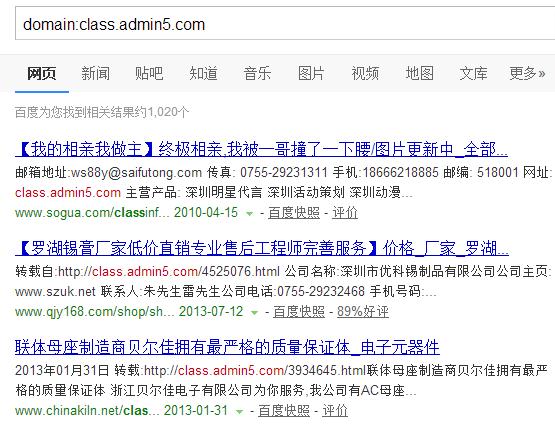 domain:class.admin5.com
网页 新闻 贴吧 知道 音乐 图片 视频 地图 文库 更多»
百度为您找到相关结果约1,020个
【我的相亲我做主】终极相亲,我被一哥撞了一下腰/图片更新中_全部...
邮箱地址:ws88y@saifutong.com 传真: 0755-29231311 手机:18666218885 邮编: 518001 网址:
class.admin5.com 主营产品: 深圳明星代言 深圳活动策划 深圳动漫...
www.sogua.com/classinf... 2010-04-15 - 百度快照 - 评价
【罗湖锡膏厂家低价直销专业售后工程师完善服务】价格_厂家_罗湖...
转载自:http://class.admin5.com/4525076.html 公司名称:深圳市优科锡制品有限公司公司主页:
www.szuk.net 联系人:朱先生雷先生公司电话:0755-29232468 手机号码:...
www.qjy168.com/shop/sh... 2013-07-12 - 百度快照 - 89%好评
联体母座制造商贝尔佳拥有最严格的质量保证体_电子元器件
2013年01月31日 转载:http://class.admin5.com/3934645.html联体母座制造商贝尔佳拥有最严
格的质量保证体 浙江贝尔佳电子有限公司为你服务,我公司有AC母座...
www.chinakiln.net/clas... 2013-01-31 - 百度快照 - 评价